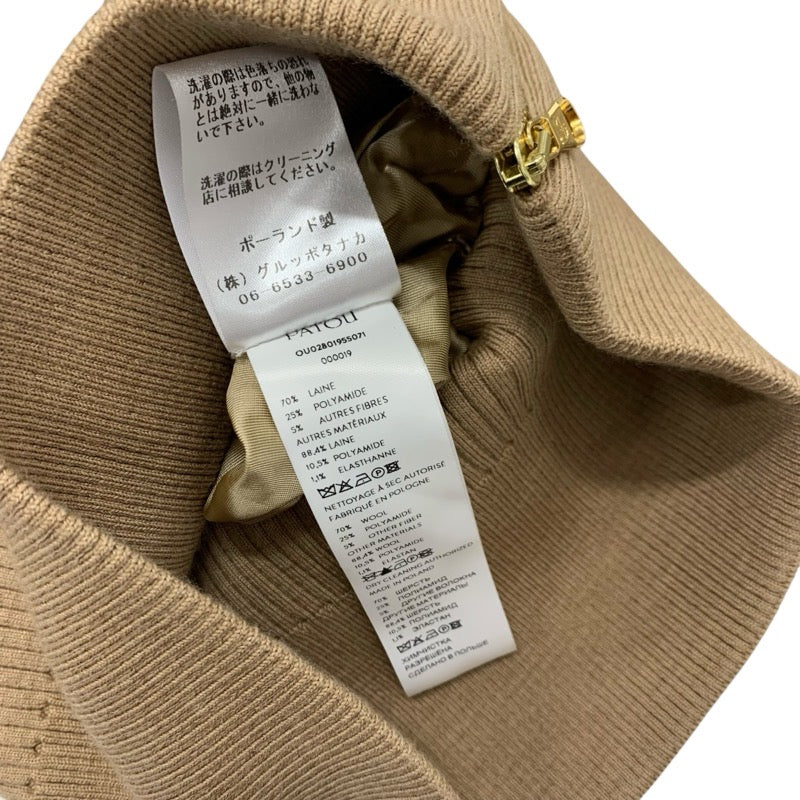 洗濯の際は色落ちの恐れ
がありますので、他の物
とは絶対に一緒に洗わな
いで下さい。
洗濯の際はクリーニング
店に相談してください。
ポーランド製
(株) グルッポタナカ
06-6533-6900
PATOU
OU0280195S071
000019
70% LAINE
25% POLYAMIDE
5% AUTRES FIBRES
AUTRES MATÉRIAUX
88,4% LAINE
10,5% POLYAMIDE
1,1% ELASTHANNE
NETTOYAGE À SEC AUTORISÉ
FABRIQUÉ EN POLOGNE
70% WOOL
25% POLYAMIDE
5% OTHER FIBER
OTHER MATERIALS
88,4% WOOL
10,5% POLYAMIDE
1,1% ELASTAN
DRY CLEANING AUTHORIZED
MADE IN POLAND
70% ШЕРСТЬ
25% ПОЛИАМИД
5% ДРУГИЕ ВОЛОКНА
ДРУГИЕ МАТЕРИАЛЫ
88,4% ШЕРСТЬ
10,5% ПОЛИАМИД
1,1% ЭЛАСТАН
ХИМЧИСТКА
РАЗРЕШЕНА
СДЕЛАНО В ПОЛЬШЕ